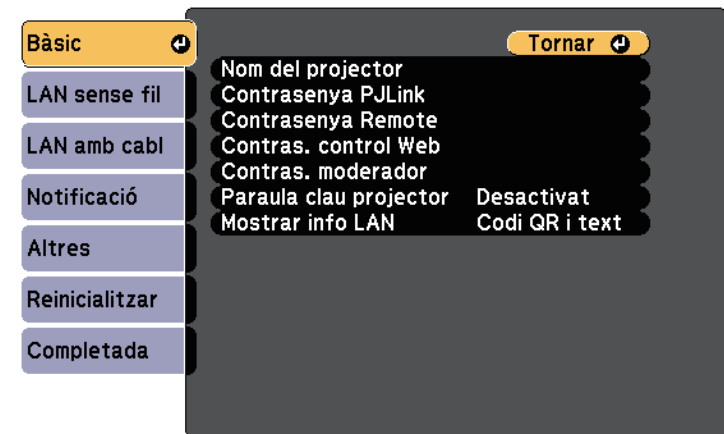 Bàsic
LAN sense fil
LAN amb cabl
Notificació
Altres
Reinicialitzar
Completada
Tornar
Nom del projector
Contrasenya PJLink
Contrasenya Remote
Contras. control Web
Contras. moderador
Paraula clau projector Desactivat
Mostrar info LAN Codi QR i text